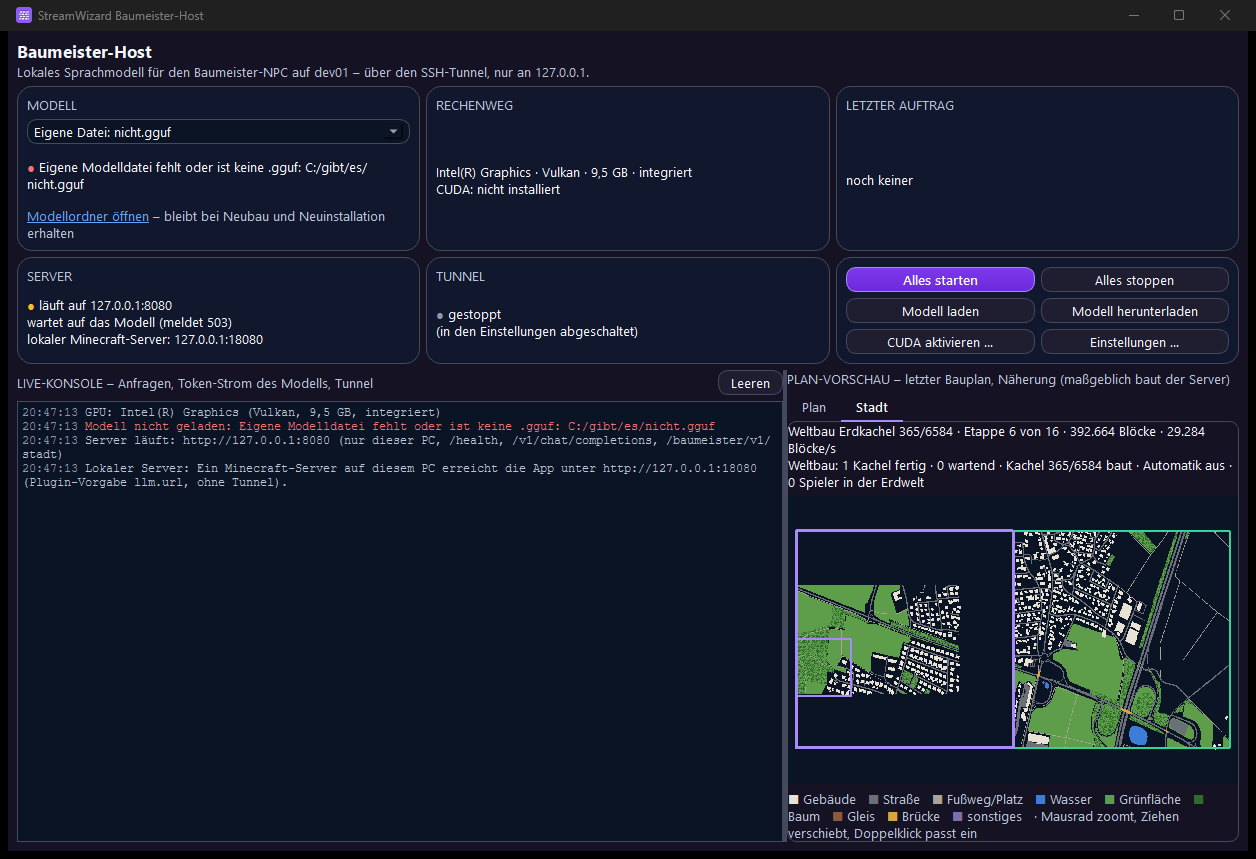 StreamWizard Baumeister-Host
Baumeister-Host
Lokales Sprachmodell für den Baumeister-NPC auf dev01 – über den SSH-Tunnel, nur an 127.0.0.1.
MODELL
Eigene Datei: nicht.gguf
● Eigene Modelldatei fehlt oder ist keine .gguf: C:/gibt/es/
nicht.gguf
Modellordner öffnen – bleibt bei Neubau und Neuinstallation
erhalten
RECHENWEG
Intel(R) Graphics · Vulkan · 9,5 GB · integriert
CUDA: nicht installiert
LETZTER AUFTRAG
noch keiner
SERVER
● läuft auf 127.0.0.1:8080
wartet auf das Modell (meldet 503)
lokaler Minecraft-Server: 127.0.0.1:18080
TUNNEL
● gestoppt
(in den Einstellungen abgeschaltet)
Alles starten
Alles stoppen
Modell laden
Modell herunterladen
CUDA aktivieren ...
Einstellungen ...
LIVE-KONSOLE – Anfragen, Token-Strom des Modells, Tunnel
Leeren
20:47:13 GPU: Intel(R) Graphics (Vulkan, 9,5 GB, integriert)
20:47:13 Modell nicht geladen: Eigene Modelldatei fehlt oder ist keine .gguf: C:/gibt/es/nicht.gguf
20:47:13 Server läuft: http://127.0.0.1:8080 (nur dieser PC, /health, /v1/chat/completions, /baumeister/v1/
stadt)
20:47:13 Lokaler Server: Ein Minecraft-Server auf diesem PC erreicht die App unter http://127.0.0.1:18080
(Plugin-Vorgabe llm.url, ohne Tunnel).
PLAN-VORSCHAU – letzter Bauplan, Näherung (maßgeblich baut der Server)
Plan
Stadt
Weltbau Erdkachel 365/6584 · Etappe 6 von 16 · 392.664 Blöcke · 29.284
Blöcke/s
Weltbau: 1 Kachel fertig · 0 wartend · Kachel 365/6584 baut · Automatik aus ·
0 Spieler in der Erdwelt
Gebäude Straße Fußweg/Platz Wasser Grünfläche
Baum Gleis Brücke sonstiges · Mausrad zoomt, Ziehen
verschiebt, Doppelklick passt ein